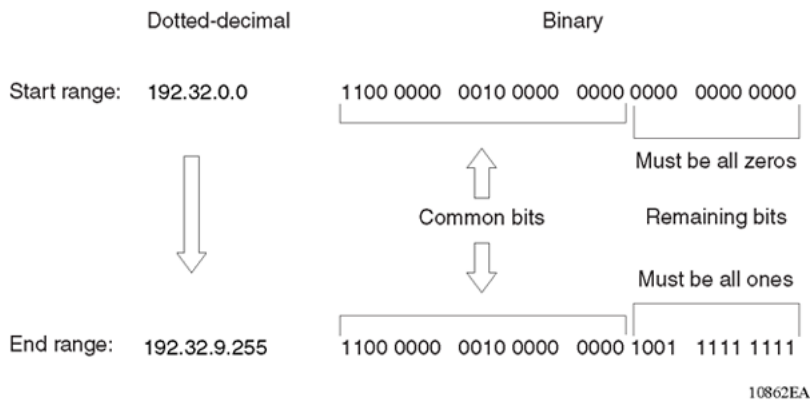 Dotted-decimal Binary
Start range: 192.32.0.0 1100 0000 0010 0000 0000 0000 0000 0000
Must be all zeros
Common bits Remaining bits
Must be all ones
End range: 192.32.9.255 1100 0000 0010 0000 0000 1001 1111 1111
10862EA